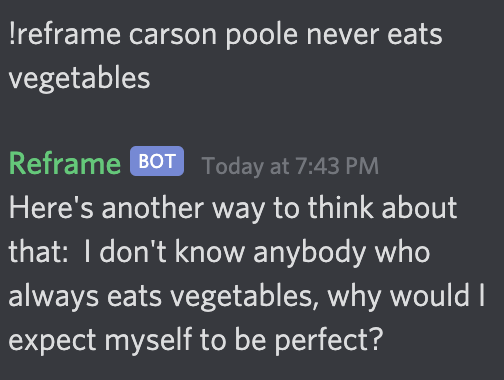 !reframe carson poole never eats
vegetables
Reframe BOT Today at 7:43 PM
Here's another way to think about
that: I don't know anybody who
always eats vegetables, why would I
expect myself to be perfect?